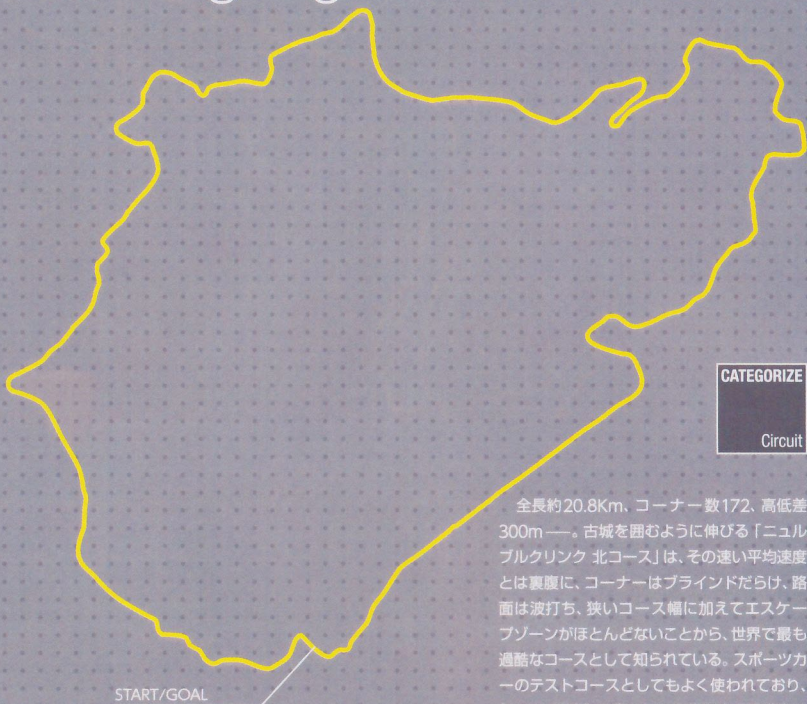 CATEGORIZE
Circuit
全長約20.8Km、コーナー数172、高低差
300m ──。古城を囲むように伸びる「ニュル
ブルクリンク 北コース」は、その速い平均速度
とは裏腹に、コーナーはブラインドだらけ、路
面は波打ち、狭いコース幅に加えてエスケー
プゾーンがほとんどないことから、世界で最も
過酷なコースとして知られている。スポーツカ
ーのテストコースとしてもよく使われており、
START/GOAL